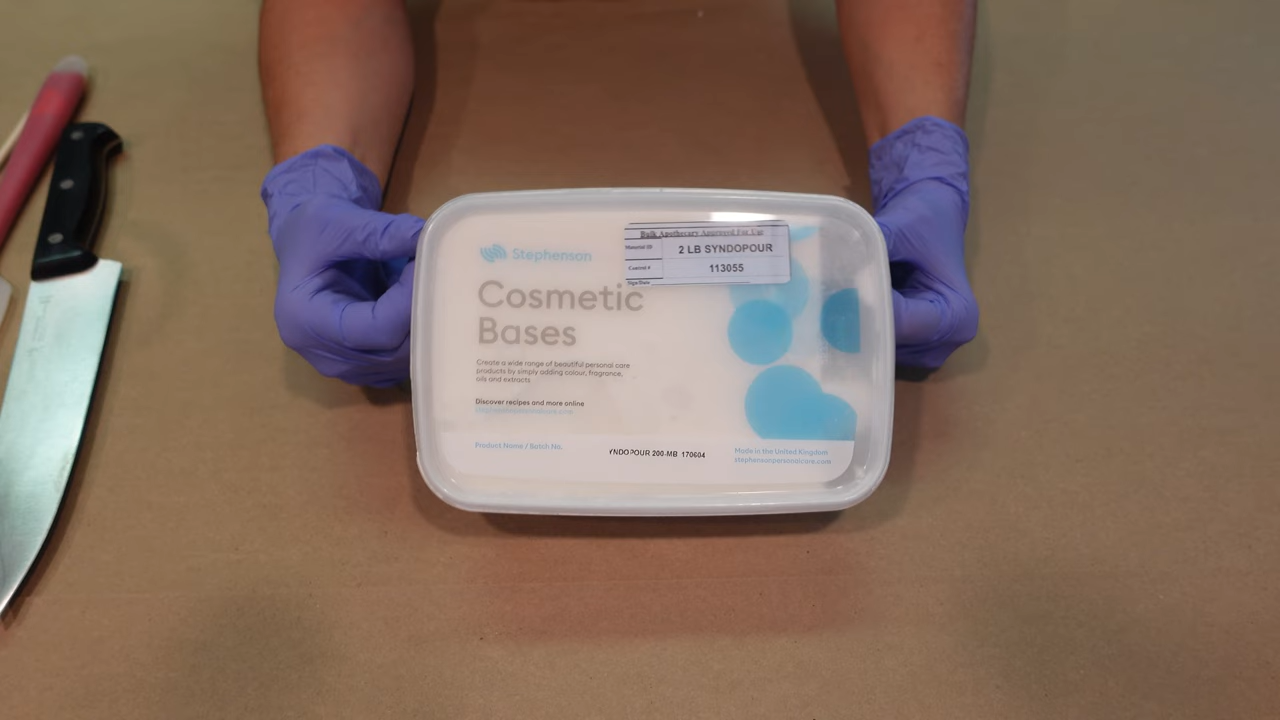 Stephenson
Cosmetic
Bases
Create a wide range of beautiful personal care
products by simply adding colour, fragrance,
oils and extracts
Discover recipes and more online
Product Name / Batch No.
YNDOPOUR 200-MB 170604
Made in the United Kingdom
stephensonpersonalcare.com
Bulk Apothecary Approved For Use
Material ID
2 LB SYNDOPOUR
Control #
113055
Sign/Date